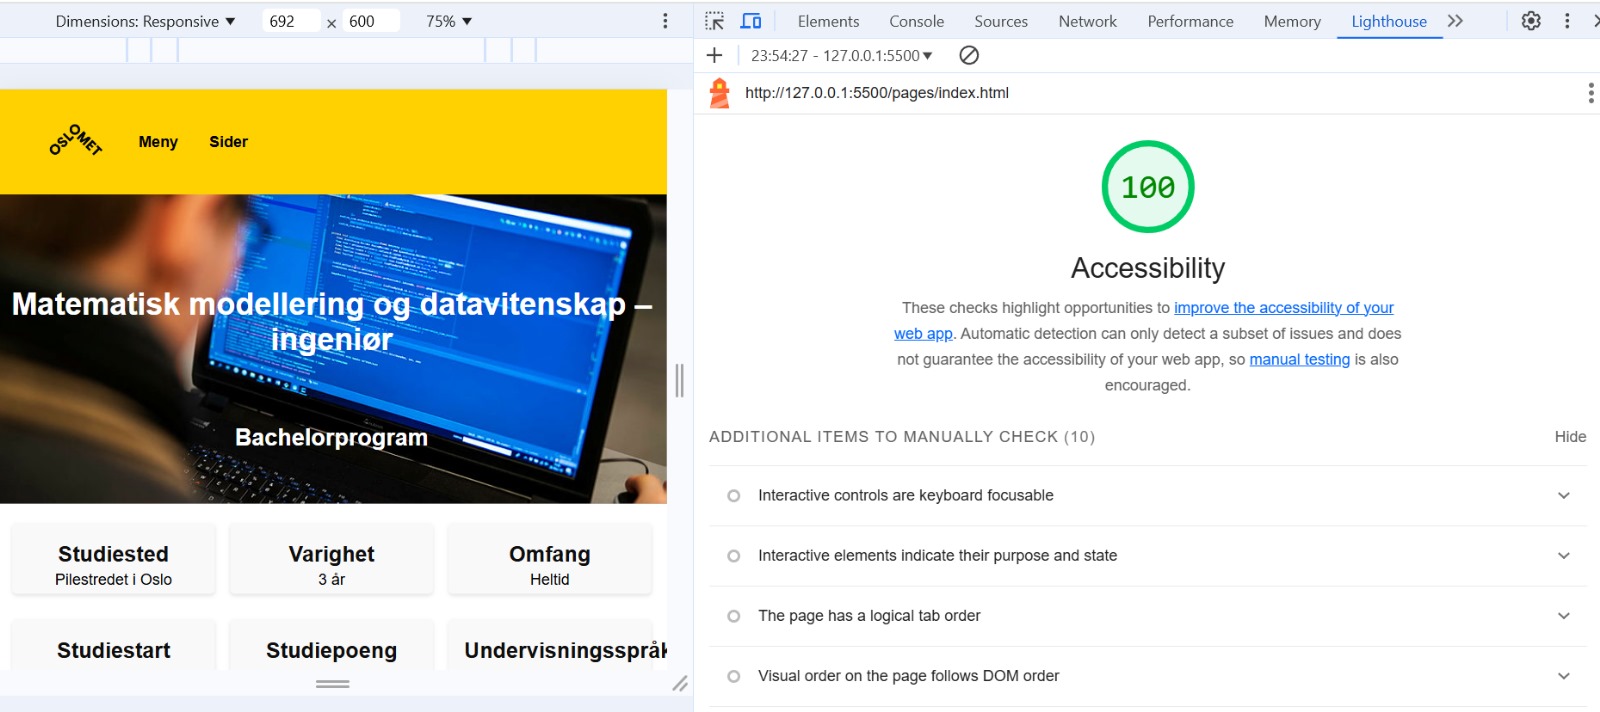 Dimensions: Responsive ▼ 692 × 600 75% ▼
Elements Console Sources Network Performance Memory Lighthouse
23:54:27 - 127.0.0.1:5500 ▼
http://127.0.0.1:5500/pages/index.html
OSLOMET
Meny Sider
Matematisk modellering og datavitenskap –
ingeniør
Bachelorprogram
Studiested
Pilestredet i Oslo
Varighet
3 år
Omfang
Heltid
Studiestart
Studiepoeng
Undervisningsspråk
100
Accessibility
These checks highlight opportunities to improve the accessibility of your
web app. Automatic detection can only detect a subset of issues and does
not guarantee the accessibility of your web app, so manual testing is also
encouraged.
ADDITIONAL ITEMS TO MANUALLY CHECK (10) Hide
Interactive controls are keyboard focusable
Interactive elements indicate their purpose and state
The page has a logical tab order
Visual order on the page follows DOM order